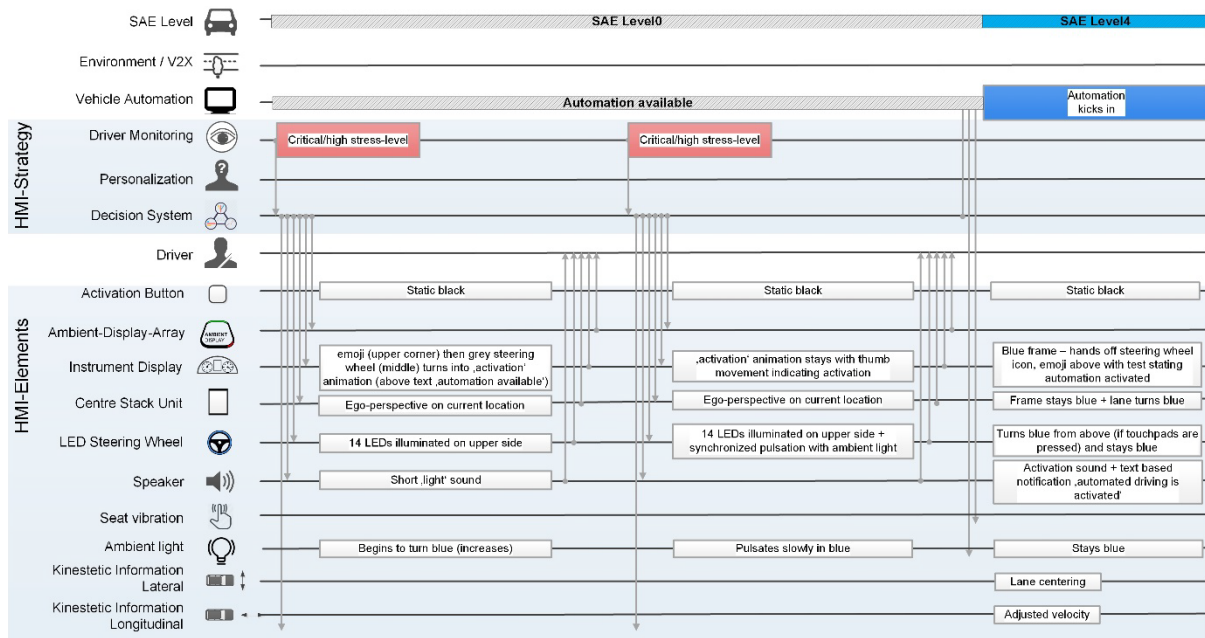 SAE Level
SAE Level0
SAE Level4
Environment / V2X
Vehicle Automation
Automation available
Automation
kicks in
HMI-Strategy
Driver Monitoring
Critical/high stress-level
Critical/high stress-level
Personalization
?
Decision System
Driver
HMI-Elements
Activation Button
Static black
Static black
Static black
Ambient-Display-Array
AMBIENT
DISPLAY
Instrument Display
emoji (upper corner) then grey steering
wheel (middle) turns into ‚activation'
animation (above text ‚automation available')
‚activation' animation stays with thumb
movement indicating activation
Blue frame – hands off steering wheel
icon, emoji above with test stating
automation activated
Centre Stack Unit
Ego-perspective on current location
Ego-perspective on current location
Frame stays blue + lane turns blue
LED Steering Wheel
14 LEDs illuminated on upper side
14 LEDs illuminated on upper side +
synchronized pulsation with ambient light
Turns blue from above (if touchpads are
pressed) and stays blue
Speaker
Short ‚light' sound
Activation sound + text based
notification ‚automated driving is
activated'
Seat vibration
Ambient light
Begins to turn blue (increases)
Pulsates slowly in blue
Stays blue
Kinestetic Information
Lateral
Lane centering
Kinestetic Information
Longitudinal
Adjusted velocity